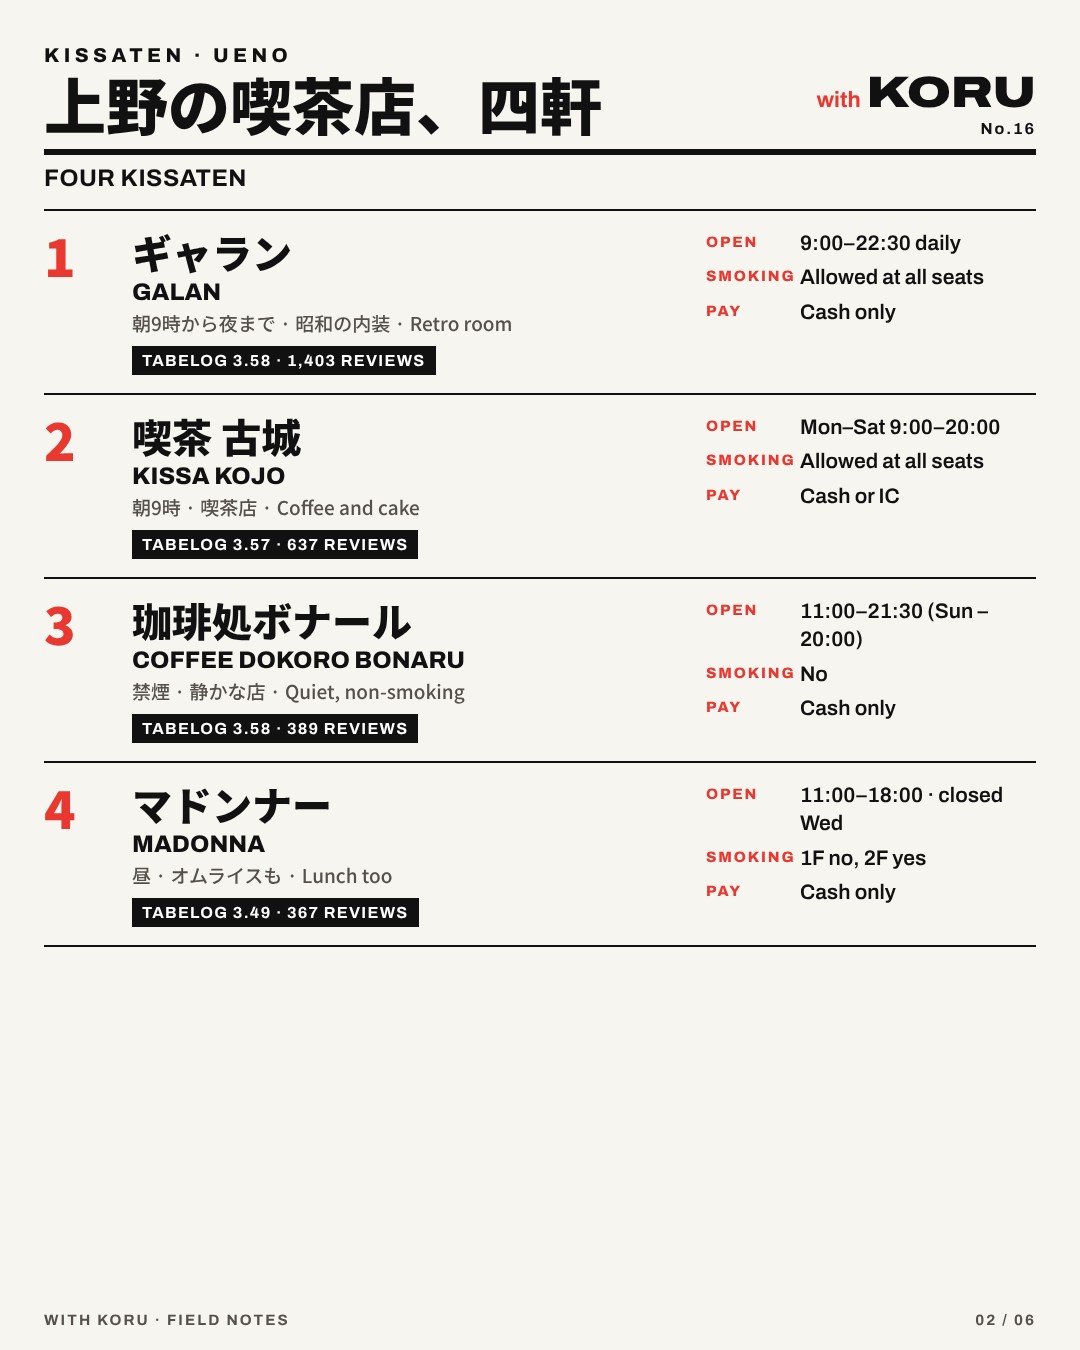 KISSATEN · UENO
上野の喫茶店、四軒
with KORU
No.16
FOUR KISSATEN
1
ギャラン
GALAN
朝9時から夜まで · 昭和の内装 · Retro room
TABELOG 3.58 · 1,403 REVIEWS
OPEN 9:00–22:30 daily
SMOKING Allowed at all seats
PAY Cash only
2
喫茶 古城
KISSA KOJO
朝9時 · 喫茶店 · Coffee and cake
TABELOG 3.57 · 637 REVIEWS
OPEN Mon–Sat 9:00–20:00
SMOKING Allowed at all seats
PAY Cash or IC
3
珈琲処ボナール
COFFEE DOKORO BONARU
禁煙 · 静かな店 · Quiet, non-smoking
TABELOG 3.58 · 389 REVIEWS
OPEN 11:00–21:30 (Sun –
20:00)
SMOKING No
PAY Cash only
4
マドンナー
MADONNA
昼 · オムライスも · Lunch too
TABELOG 3.49 · 367 REVIEWS
OPEN 11:00–18:00 · closed
Wed
SMOKING 1F no, 2F yes
PAY Cash only
WITH KORU · FIELD NOTES
02 / 06